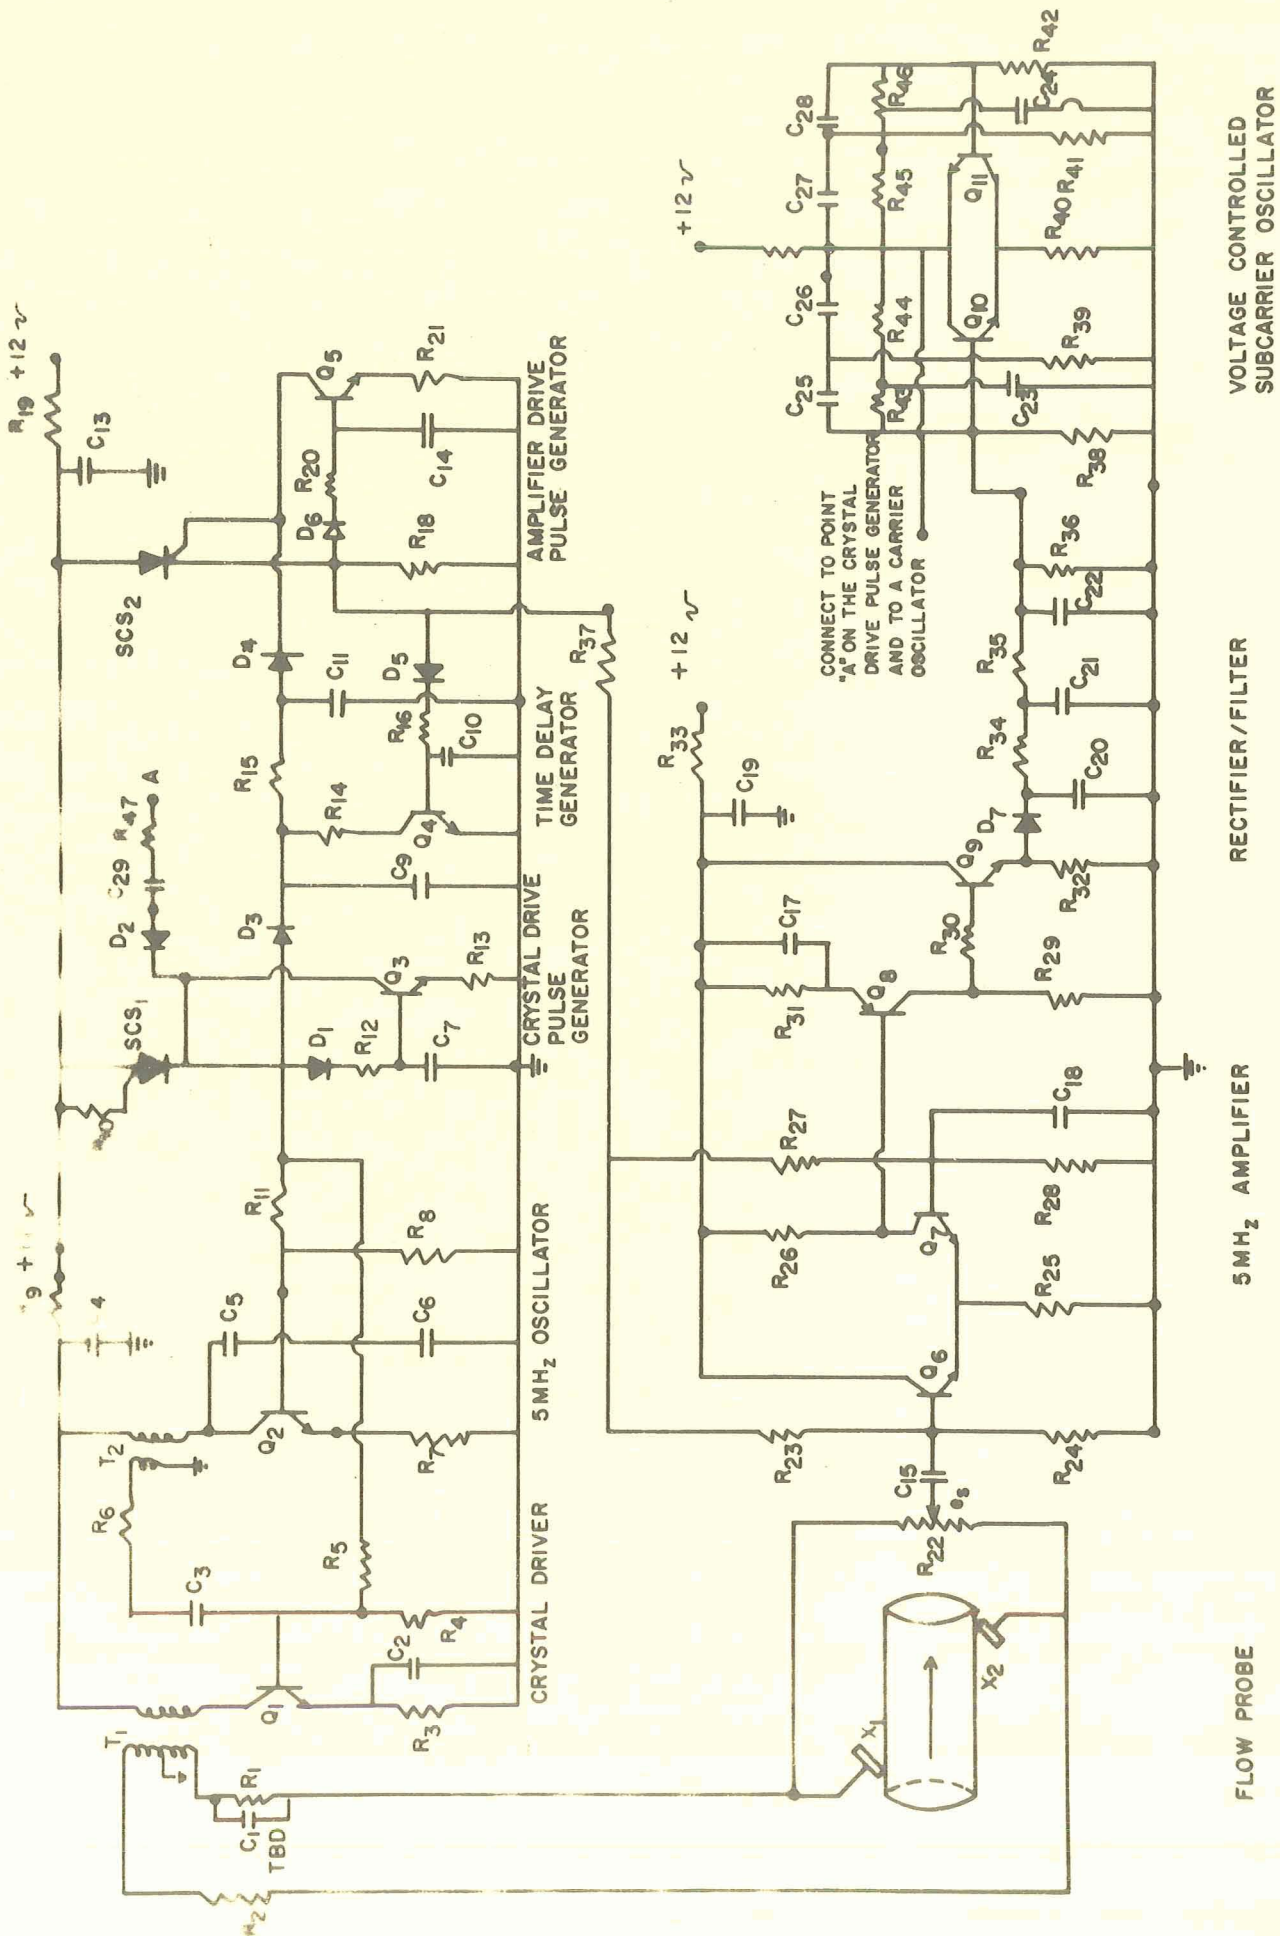 R19 +12 v
C13
9 +
4
SCS1
SCS2
D2 C29 R47 A
T1
T2
R6
C3
C5
R11
D3
R15
D4
D6 R20
Q5
R21
R1
C1
TBD
R2
Q1
R3
C2
R4
R5
Q2
R7
C6
R8
D1
R12
C7
Q3
R13
C9
R14
Q4
C10
R16
D5
C11
R18
C14
CRYSTAL DRIVER
5MHz OSCILLATOR
CRYSTAL DRIVE
PULSE
GENERATOR
TIME DELAY
GENERATOR
AMPLIFIER DRIVE
PULSE GENERATOR
R37
+12 v
R33
C19
+12 v
CONNECT TO POINT
"A" ON THE CRYSTAL
DRIVE PULSE GENERATOR
AND TO A CARRIER
OSCILLATOR
C25
C26
C27
C28
R43
R44
R45
R46
Q10
Q11
R38
C23
R39
R40
R41
C24
R42
R23
C15
es
R22
R24
Q6
R26
Q7
R25
R27
R28
C18
R31
C17
Q8
R29
R30
Q9
R32
D7
C20
R34
C21
R35
C22
R36
X1
X2
FLOW PROBE
5MHz AMPLIFIER
RECTIFIER/FILTER
VOLTAGE CONTROLLED
SUBCARRIER OSCILLATOR